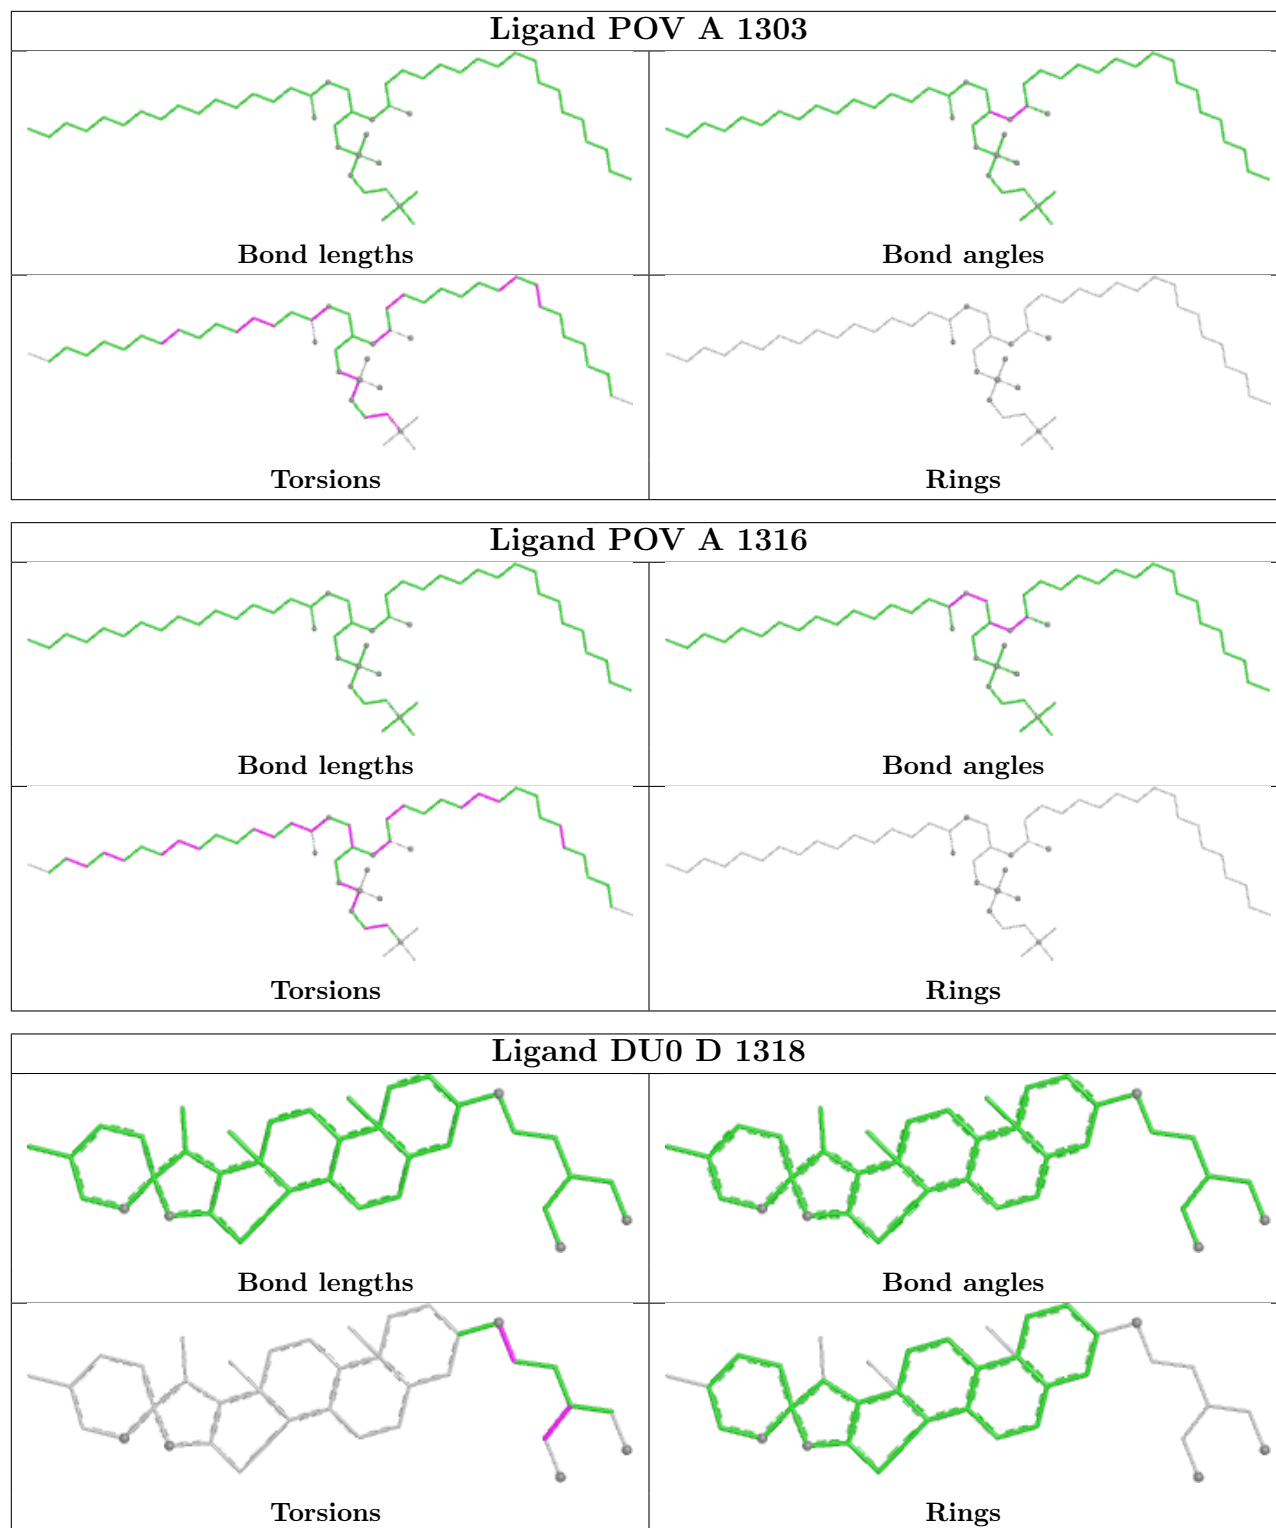 Ligand POV A 1303
Bond lengths
Bond angles
Torsions
Rings
Ligand POV A 1316
Bond lengths
Bond angles
Torsions
Rings
Ligand DU0 D 1318
Bond lengths
Bond angles
Torsions
Rings